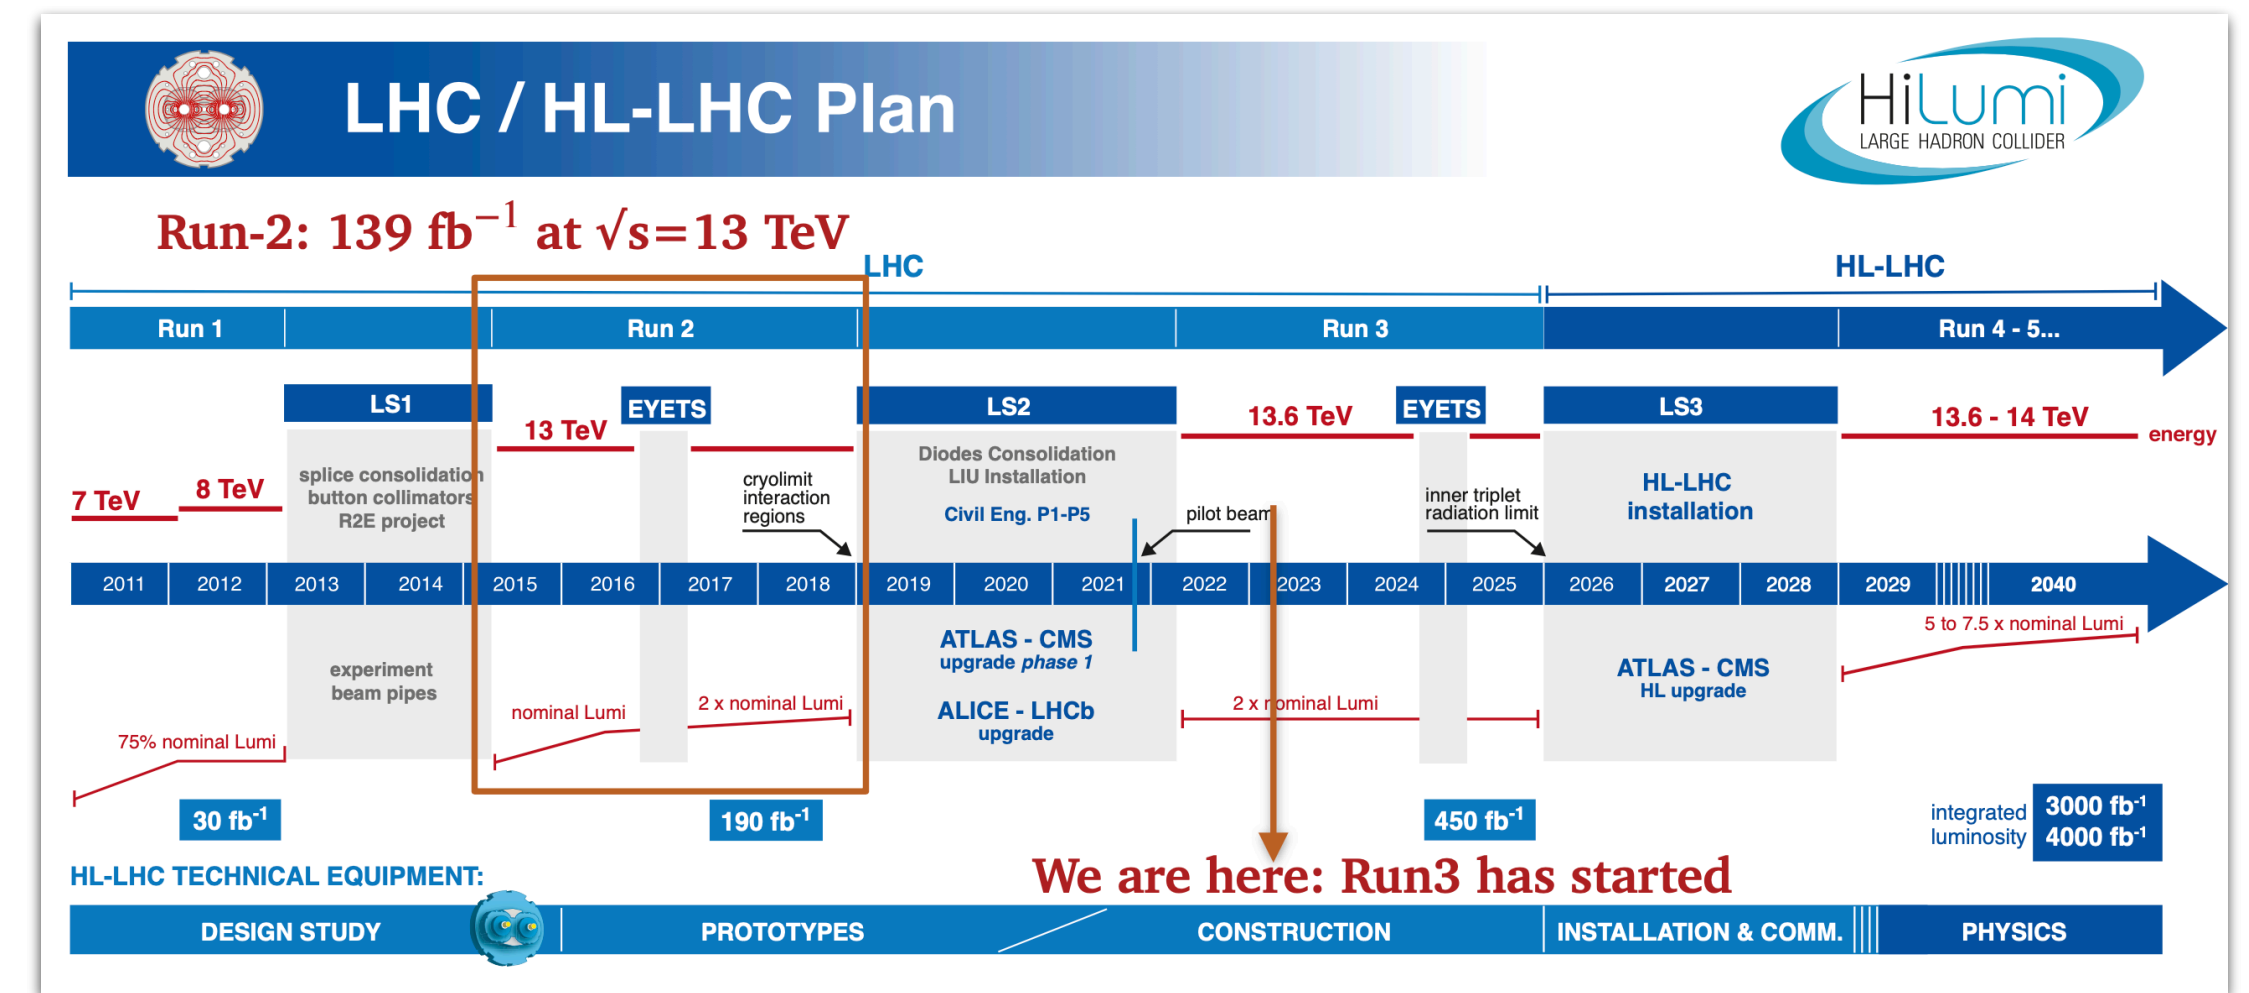 LHC / HL-LHC Plan
HiLumi
LARGE HADRON COLLIDER
Run-2: 139 fb⁻¹ at √s=13 TeV
LHC
HL-LHC
Run 1
Run 2
Run 3
Run 4 - 5...
LS1
EYETS
LS2
EYETS
LS3
13 TeV
13.6 TeV
13.6 - 14 TeV
energy
7 TeV
8 TeV
splice consolidation
button collimators
R2E project
cryolimit
interaction
regions
Diodes Consolidation
LIU Installation
Civil Eng. P1-P5
pilot beam
inner triplet
radiation limit
HL-LHC
installation
2011
2012
2013
2014
2015
2016
2017
2018
2019
2020
2021
2022
2023
2024
2025
2026
2027
2028
2029
2040
experiment
beam pipes
ATLAS - CMS
upgrade phase 1
ALICE - LHCb
upgrade
ATLAS - CMS
HL upgrade
5 to 7.5 x nominal Lumi
75% nominal Lumi
nominal Lumi
2 x nominal Lumi
2 x nominal Lumi
30 fb⁻¹
190 fb⁻¹
450 fb⁻¹
integrated
luminosity
3000 fb⁻¹
4000 fb⁻¹
We are here: Run3 has started
HL-LHC TECHNICAL EQUIPMENT:
DESIGN STUDY
PROTOTYPES
CONSTRUCTION
INSTALLATION & COMM.
PHYSICS